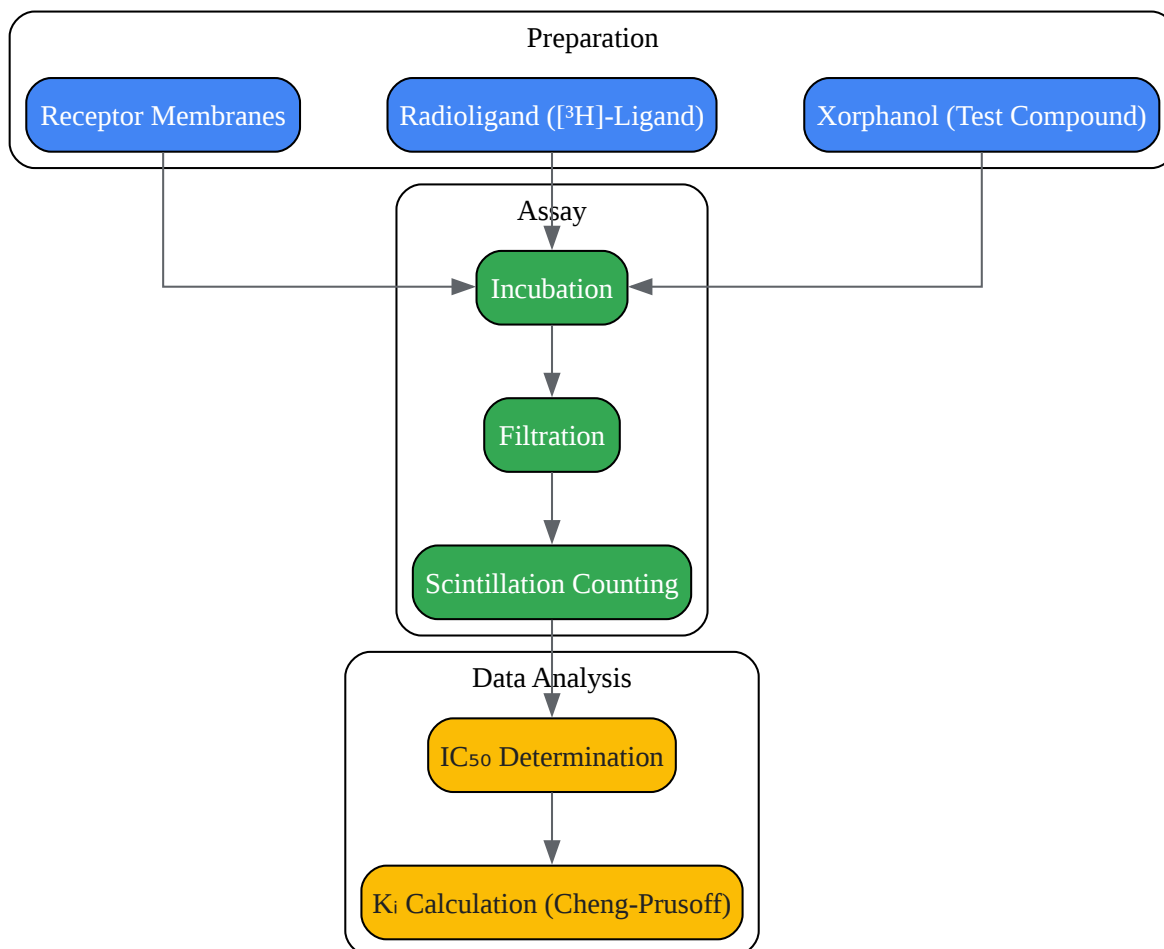 Preparation
Receptor Membranes
Radioligand ([³H]-Ligand)
Xorphanol (Test Compound)
Assay
Incubation
Filtration
Scintillation Counting
Data Analysis
IC₅₀ Determination
Kᵢ Calculation (Cheng-Prusoff)